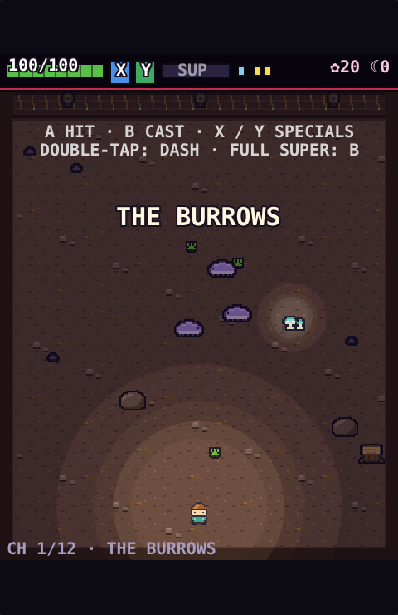 100/100 X Y SUP ✿20 ☾0
A HIT · B CAST · X / Y SPECIALS
DOUBLE-TAP: DASH · FULL SUPER: B
THE BURROWS
CH 1/12 · THE BURROWS